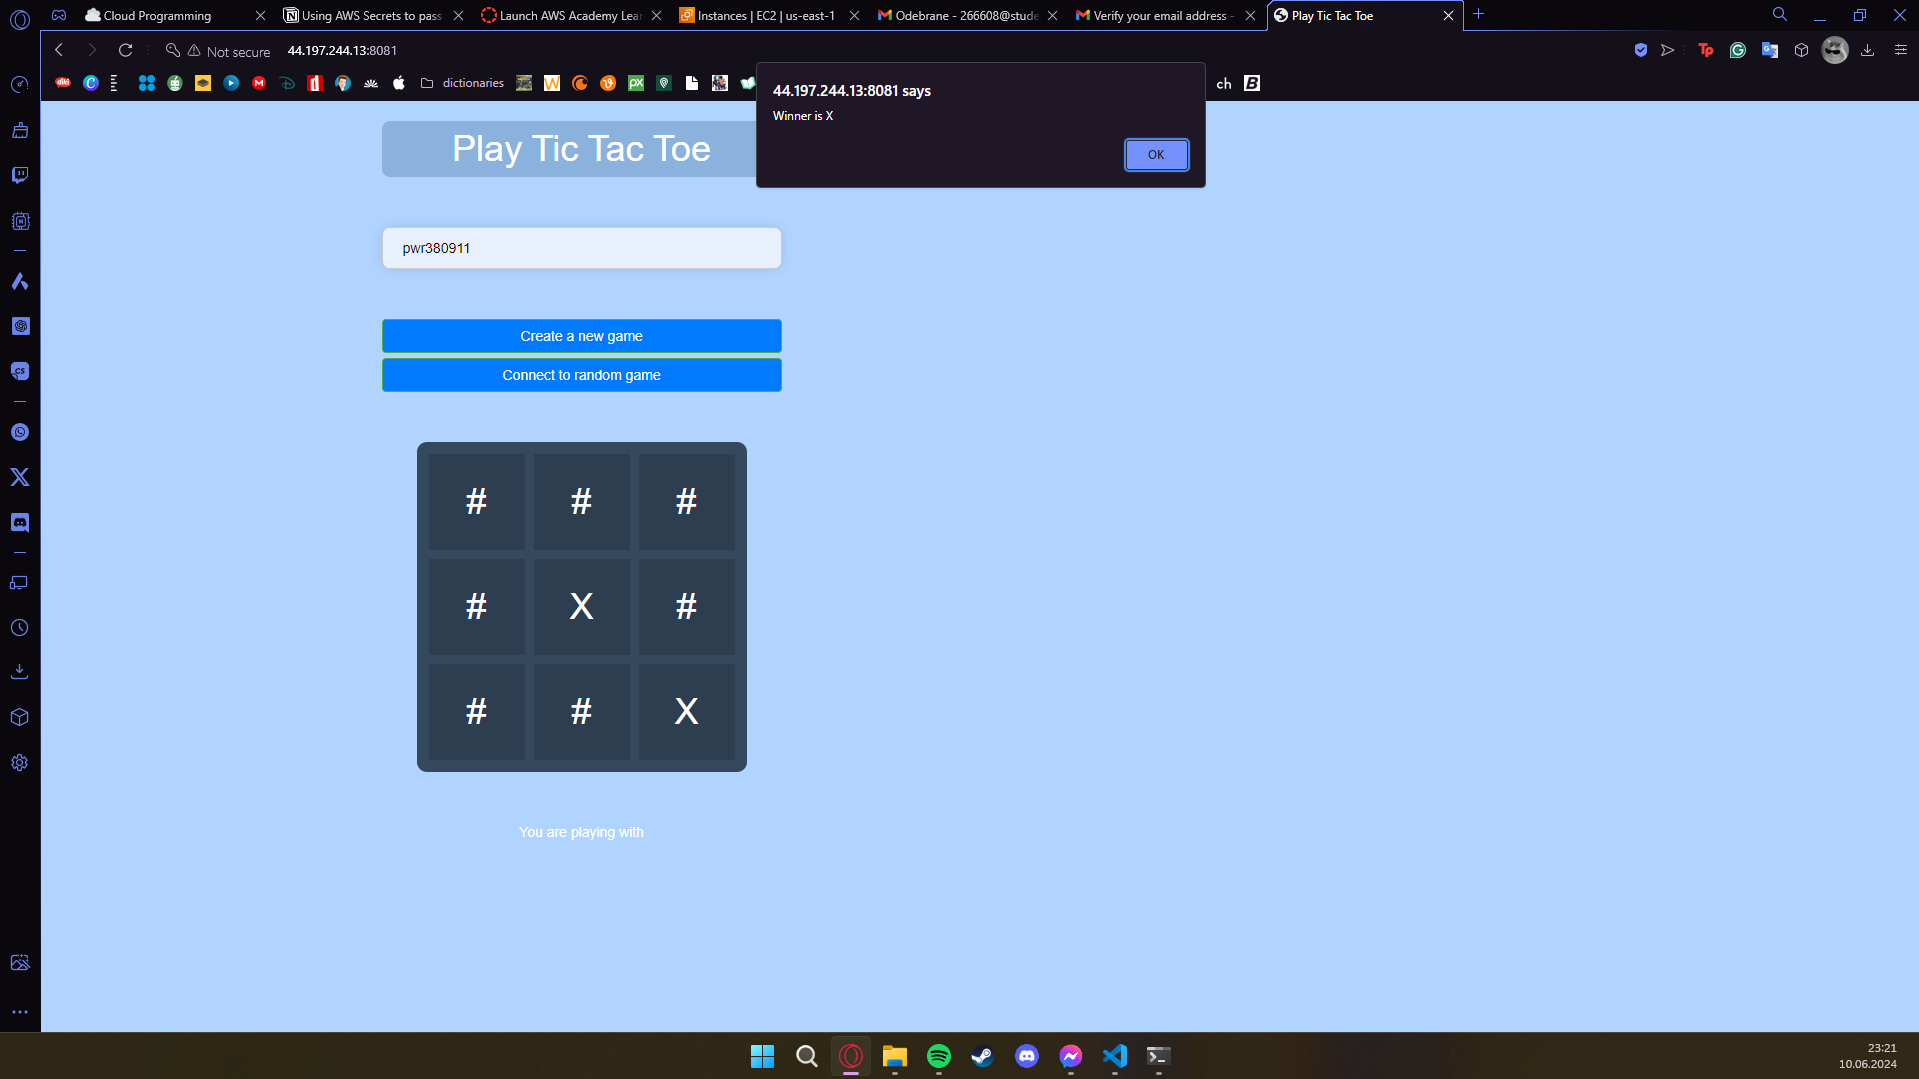 Cloud Programming
Using AWS Secrets to pass
Launch AWS Academy Lear
Instances | EC2 | us-east-1
Odebrane - 266608@stude
Verify your email address -
Play Tic Tac Toe
Not secure
44.197.244.13:8081
dictionaries
ch
44.197.244.13:8081 says
Winner is X
OK
Play Tic Tac Toe
pwr380911
Create a new game
Connect to random game
# # #
# X #
# # X
You are playing with
23:21
10.06.2024